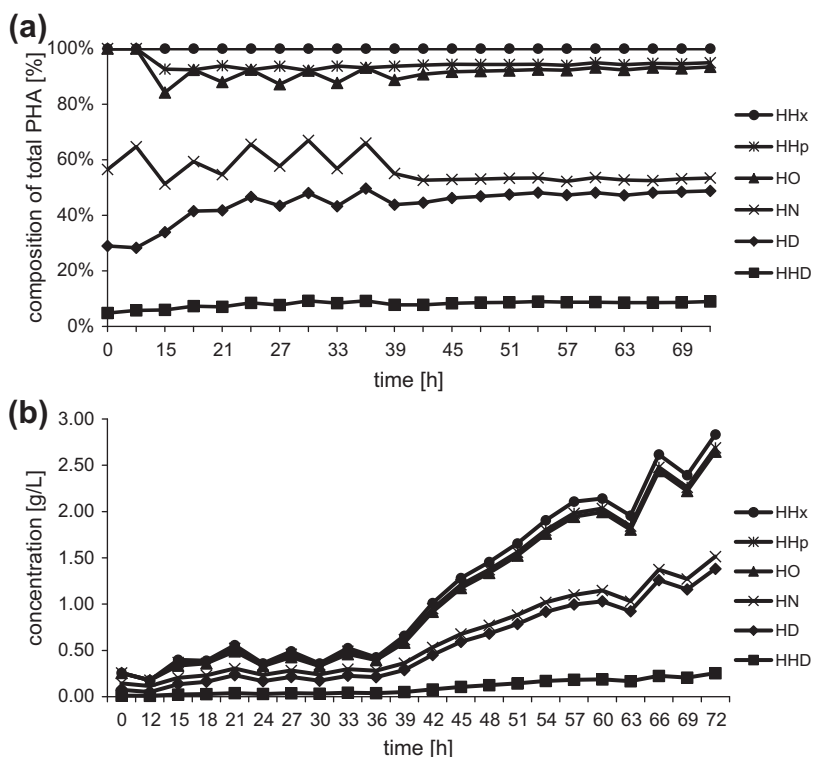 (a)
composition of total PHA [%]
100%
80%
60%
40%
20%
0%
0 15 21 27 33 39 45 51 57 63 69
time [h]
HHx
HHp
HO
HN
HD
HHD
(b)
concentration [g/L]
3.00
2.50
2.00
1.50
1.00
0.50
0.00
0 12 15 18 21 24 27 30 33 36 39 42 45 48 51 54 57 60 63 66 69 72
time [h]
HHx
HHp
HO
HN
HD
HHD